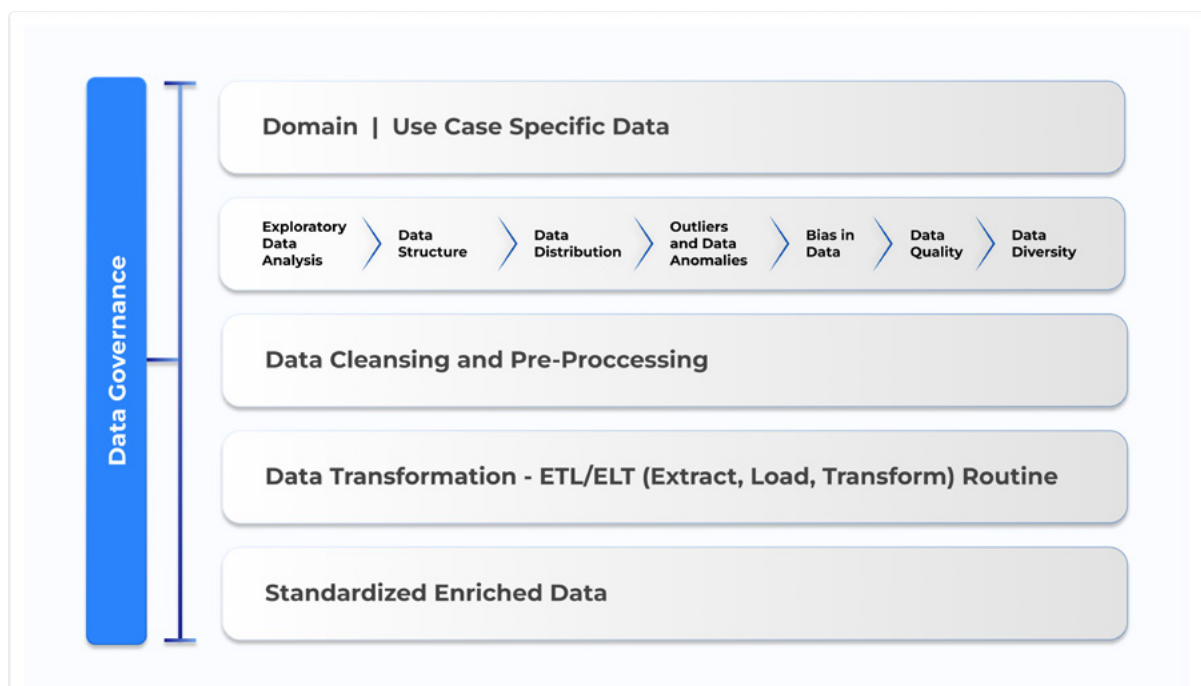 Data Governance
Domain | Use Case Specific Data
Exploratory
Data
Analysis
Data
Structure
Data
Distribution
Outliers
and Data
Anomalies
Bias in
Data
Data
Quality
Data
Diversity
Data Cleansing and Pre-Proccessing
Data Transformation - ETL/ELT (Extract, Load, Transform) Routine
Standardized Enriched Data